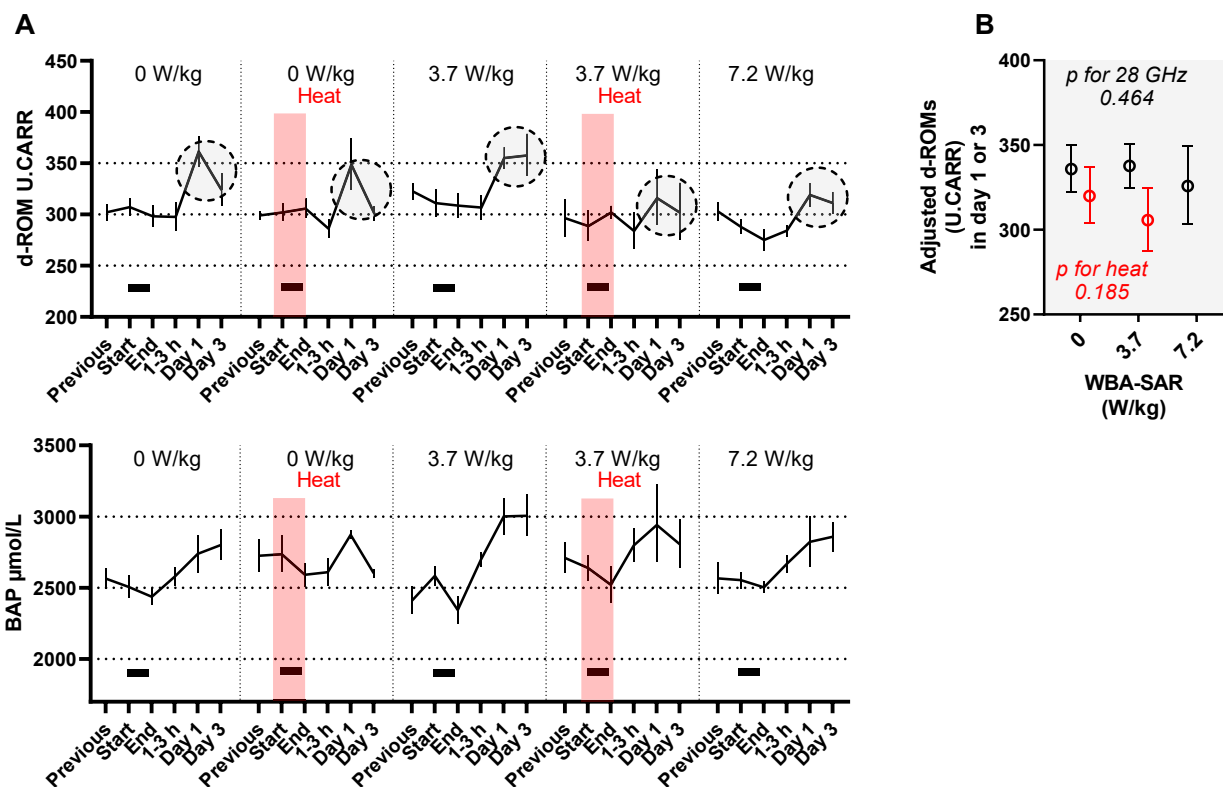 A
d-ROM U.CARR
450
400
350
300
250
200
0 W/kg
0 W/kg
Heat
3.7 W/kg
3.7 W/kg
Heat
7.2 W/kg
Previous
Start
End
1-3 h
Day 1
Day 3
Previous
Start
End
1-3 h
Day 1
Day 3
Previous
Start
End
1-3 h
Day 1
Day 3
Previous
Start
End
1-3 h
Day 1
Day 3
Previous
Start
End
1-3 h
Day 1
Day 3
B
Adjusted d-ROMs
(U.CARR)
in day 1 or 3
400
350
300
250
p for 28 GHz
0.464
p for heat
0.185
0
3.7
7.2
WBA-SAR
(W/kg)
BAP µmol/L
3500
3000
2500
2000
0 W/kg
0 W/kg
Heat
3.7 W/kg
3.7 W/kg
Heat
7.2 W/kg
Previous
Start
End
1-3 h
Day 1
Day 3
Previous
Start
End
1-3 h
Day 1
Day 3
Previous
Start
End
1-3 h
Day 1
Day 3
Previous
Start
End
1-3 h
Day 1
Day 3
Previous
Start
End
1-3 h
Day 1
Day 3